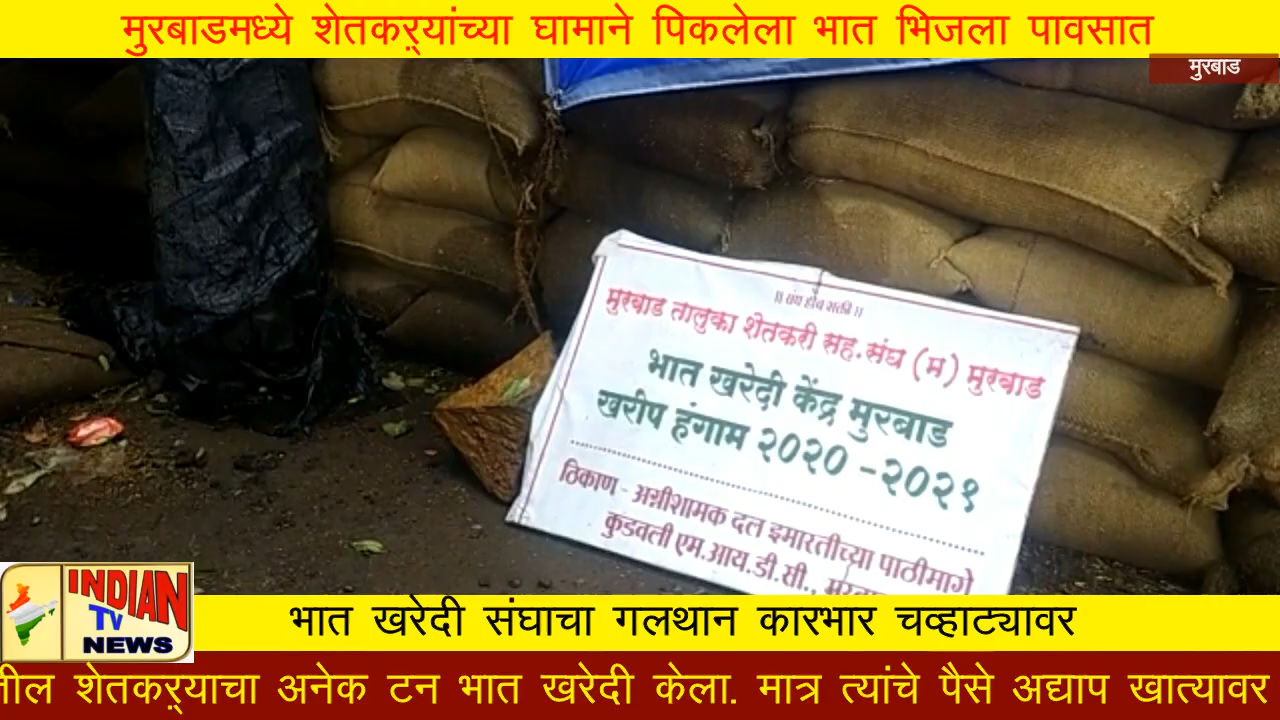 मुरबाडमध्ये शेतकऱ्यांच्या घामाने पिकलेला भात भिजला पावसात
मुरबाड
मुरबाड तालुका शेतकरी सह.संघ (म) मुरबाड
भात खरेदी केंद्र मुरबाड
खरीप हंगाम २०२० -२०२१
ठिकाण - अग्नीशामक दल इमारतीच्या पाठीमागे
कुडवली एम.आय.डी.सी.,
INDIAN
TV
NEWS
भात खरेदी संघाचा गलथान कारभार चव्हाट्यावर
शेतकऱ्याचा अनेक टन भात खरेदी केला. मात्र त्यांचे पैसे अद्याप खात्यावर